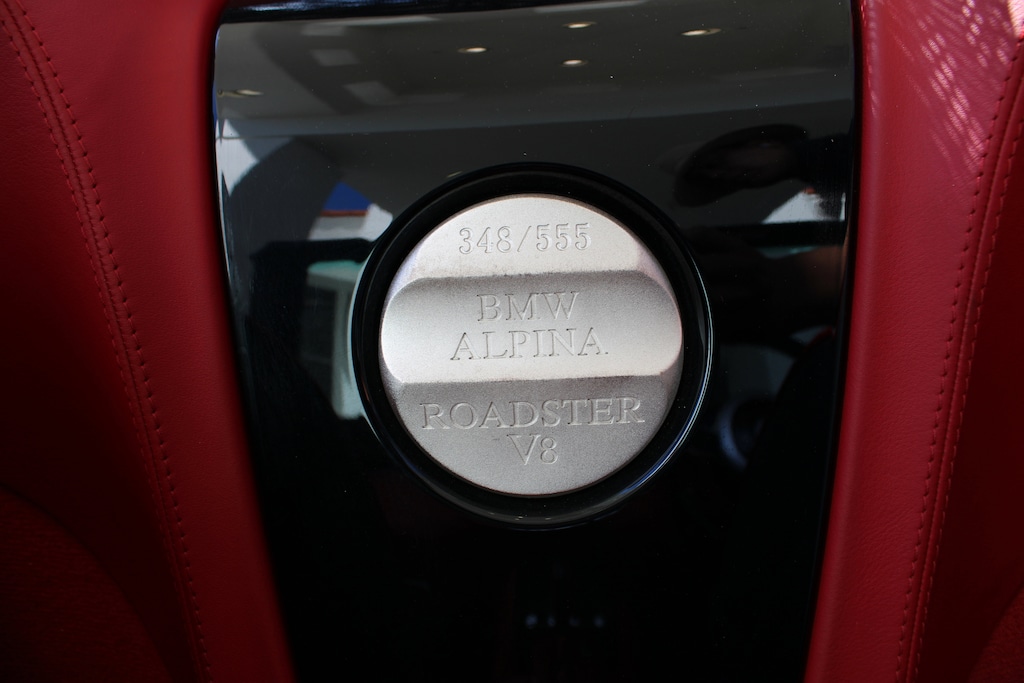 348/555
BMW
ALPINA
ROADSTER
V8